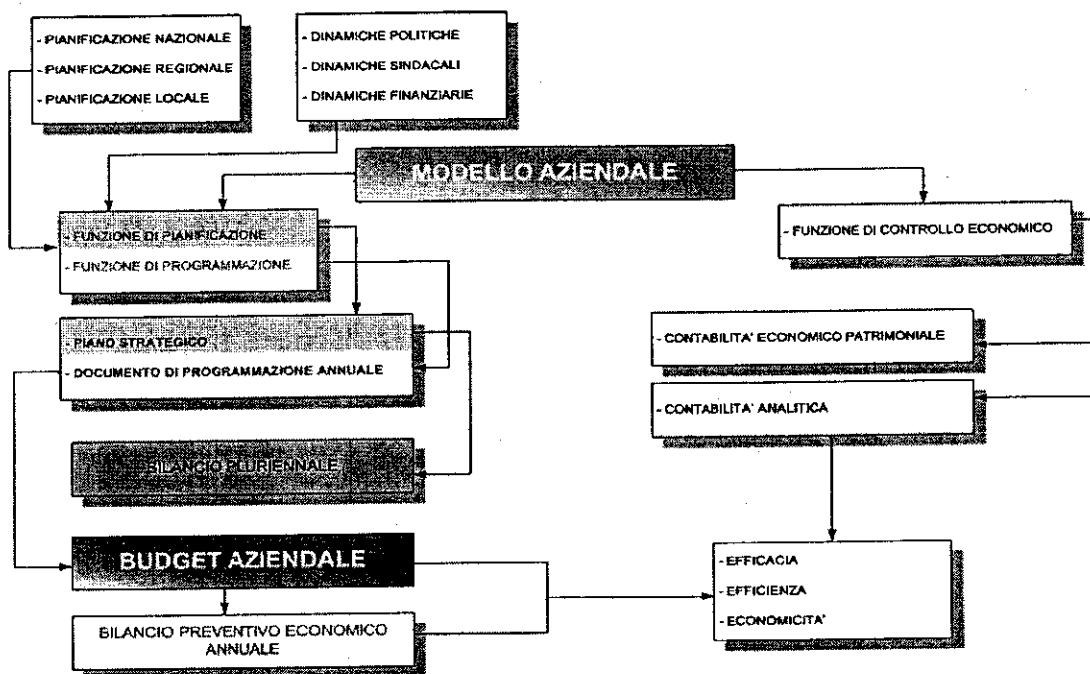 - PIANIFICAZIONE NAZIONALE
- PIANIFICAZIONE REGIONALE
- PIANIFICAZIONE LOCALE
- DINAMICHE POLITICHE
- DINAMICHE SINDACALI
- DINAMICHE FINANZIARIE
MODELLO AZIENDALE
- FUNZIONE DI PIANIFICAZIONE
- FUNZIONE DI PROGRAMMAZIONE
- FUNZIONE DI CONTROLLO ECONOMICO
- PIANO STRATEGICO
- DOCUMENTO DI PROGRAMMAZIONE ANNUALE
- CONTABILITA' ECONOMICO PATRIMONIALE
- CONTABILITA' ANALITICA
BILANCIO PLURIENNALE
BUDGET AZIENDALE
BILANCIO PREVENTIVO ECONOMICO
ANNUALE
- EFFICACIA
- EFFICIENZA
- ECONOMICITA'